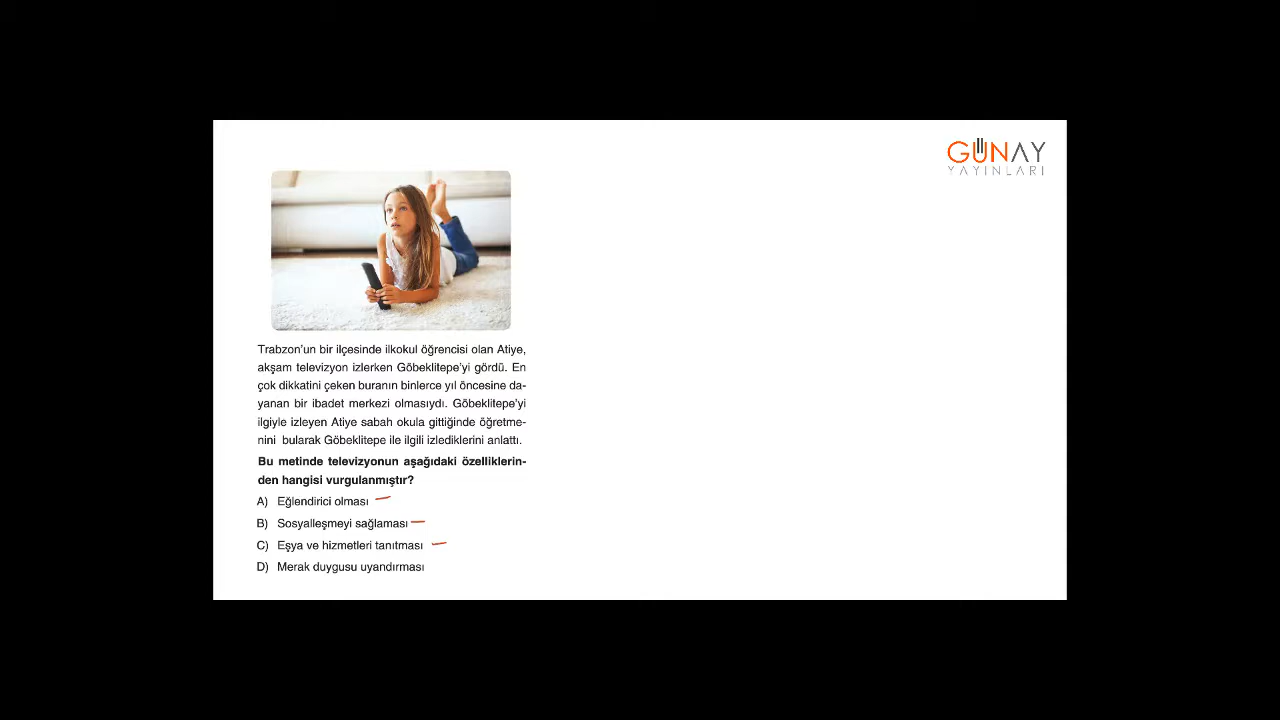 GÜNAY
YAYINLARI
Trabzon'un bir ilçesinde ilkokul öğrencisi olan Atiye,
akşam televizyon izlerken Göbeklitepe'yi gördü. En
çok dikkatini çeken buranın binlerce yıl öncesine da-
yanan bir ibadet merkezi olmasıydı. Göbeklitepe'yi
ilgiyle izleyen Atiye sabah okula gittiğinde öğretme-
nini bularak Göbeklitepe ile ilgili izlediklerini anlattı.
Bu metinde televizyonun aşağıdaki özelliklerin-
den hangisi vurgulanmıştır?
A) Eğlendirici olması
B) Sosyalleşmeyi sağlaması
C) Eşya ve hizmetleri tanıtması
D) Merak duygusu uyandırması